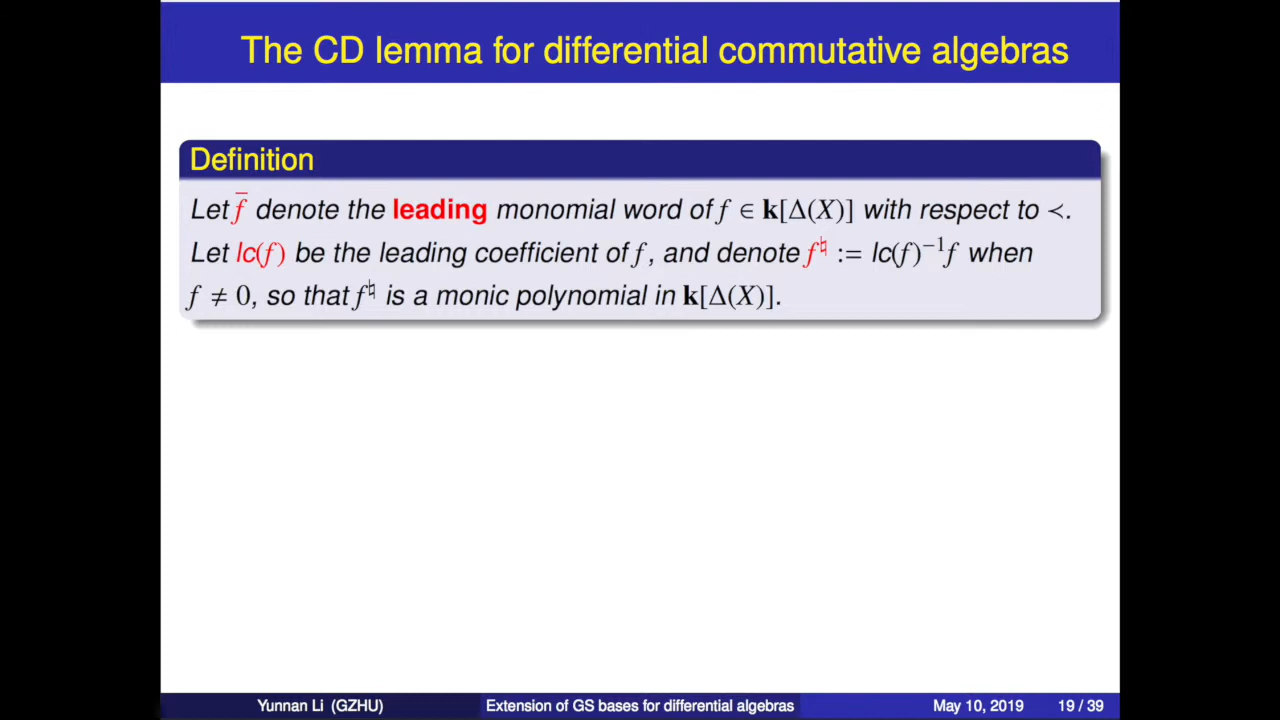 The CD lemma for differential commutative algebras
Definition
Let f̄ denote the leading monomial word of f ∈ k[Δ(X)] with respect to ≺.
Let lc(f) be the leading coefficient of f, and denote f♮ := lc(f)⁻¹f when
f ≠ 0, so that f♮ is a monic polynomial in k[Δ(X)].
Yunnan Li (GZHU) Extension of GS bases for differential algebras May 10, 2019 19 / 39